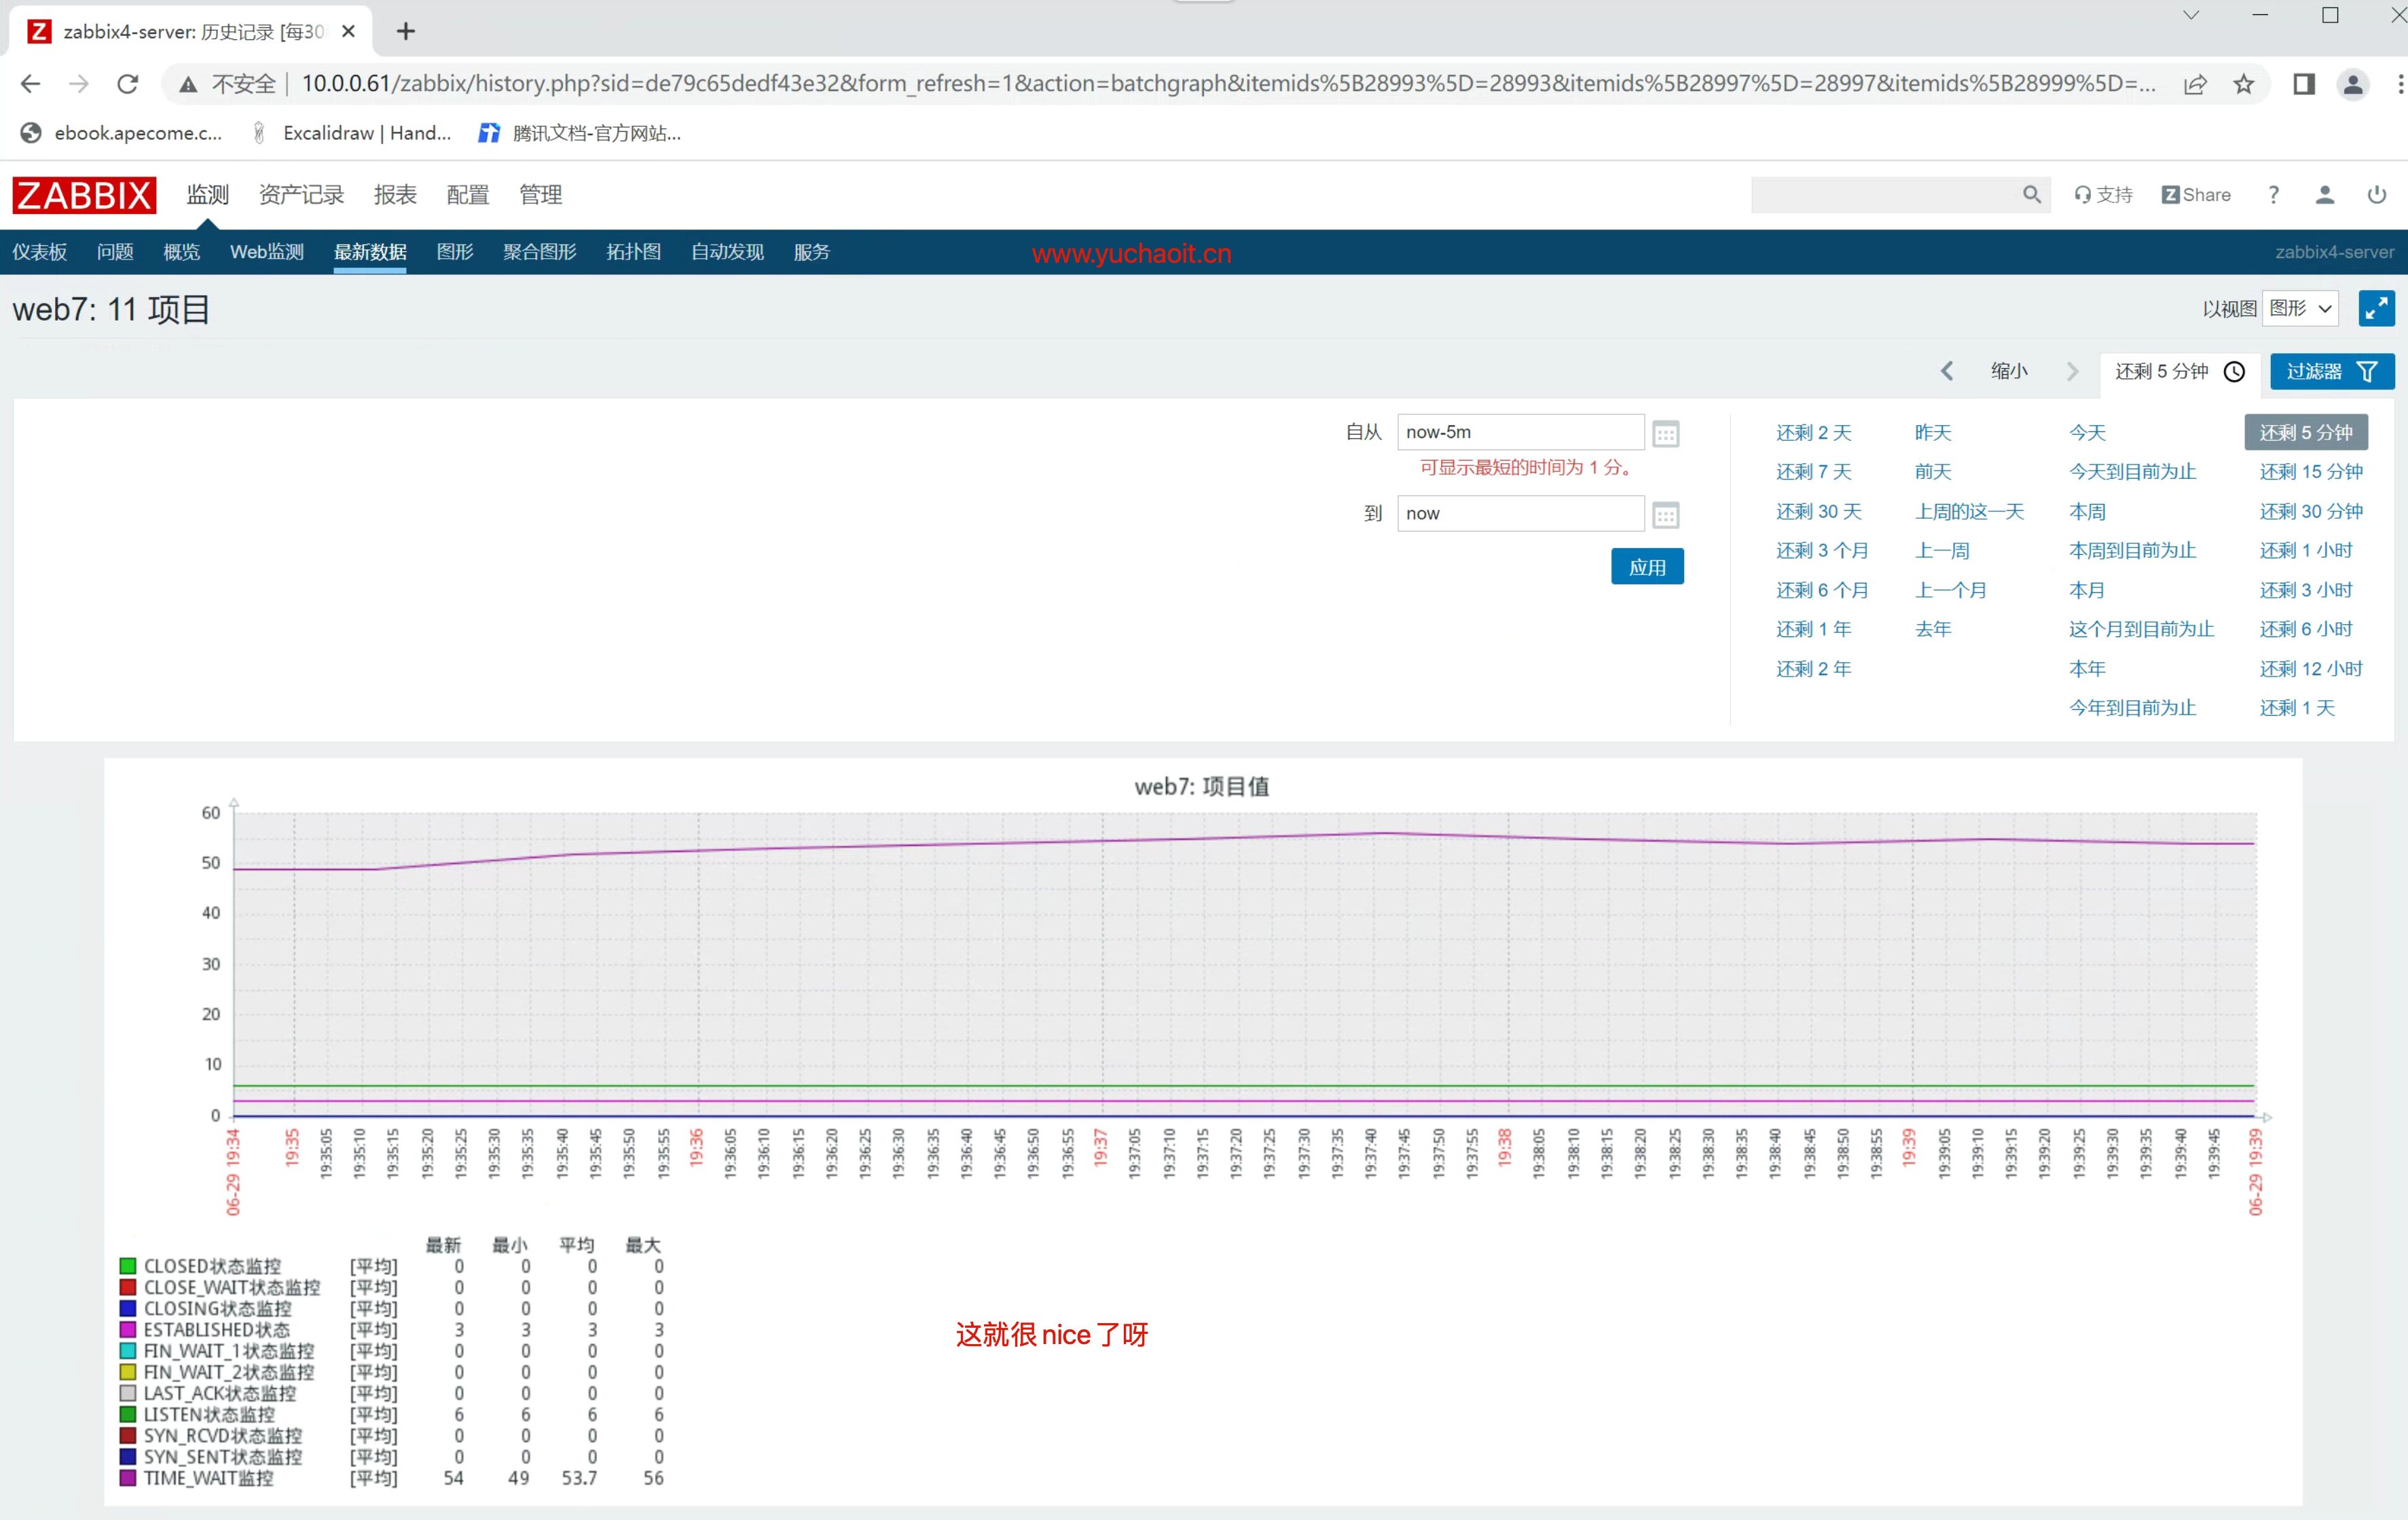 zabbix4-server: 历史记录 [每30
不安全 10.0.0.61/zabbix/history.php?sid=de79c65dedf43e32&form_refresh=1&action=batchgraph&itemids%5B28993%5D=28993&itemids%5B28997%5D=28997&itemids%5B28999%5D=...
ebook.apecome.c... Excalidraw | Hand... 腾讯文档-官方网站...
ZABBIX 监测 资产记录 报表 配置 管理 支持 Z Share ?
仪表板 问题 概览 Web监测 最新数据 图形 聚合图形 拓扑图 自动发现 服务 www.yuchaoit.cn zabbix4-server
web7: 11 项目 以视图 图形
缩小 还剩 5 分钟 过滤器
自从 now-5m 还剩 2 天 昨天 今天 还剩 5 分钟
可显示最短的时间为 1 分。 还剩 7 天 前天 今天到目前为止 还剩 15 分钟
到 now 还剩 30 天 上周的这一天 本周 还剩 30 分钟
应用 还剩 3 个月 上一周 本周到目前为止 还剩 1 小时
还剩 6 个月 上一个月 本月 还剩 3 小时
还剩 1 年 去年 这个月到目前为止 还剩 6 小时
还剩 2 年 本年 还剩 12 小时
今年到目前为止 还剩 1 天
web7: 项目值
60
50
40
30
20
10
0
06-29 19:34 19:35 19:35:05 19:35:10 19:35:15 19:35:20 19:35:25 19:35:30 19:35:35 19:35:40 19:35:45 19:35:50 19:35:55 19:36 19:36:05 19:36:10 19:36:15 19:36:20 19:36:25 19:36:30 19:36:35 19:36:40 19:36:45 19:36:50 19:36:55 19:37 19:37:05 19:37:10 19:37:15 19:37:20 19:37:25 19:37:30 19:37:35 19:37:40 19:37:45 19:37:50 19:37:55 19:38 19:38:05 19:38:10 19:38:15 19:38:20 19:38:25 19:38:30 19:38:35 19:38:40 19:38:45 19:38:50 19:38:55 19:39 19:39:05 19:39:10 19:39:15 19:39:20 19:39:25 19:39:30 19:39:35 19:39:40 19:39:45 06-29 19:39
最新 最小 平均 最大
CLOSED状态监控 [平均] 0 0 0 0
CLOSE_WAIT状态监控 [平均] 0 0 0 0
CLOSING状态监控 [平均] 0 0 0 0
ESTABLISHED状态 [平均] 3 3 3 3
FIN_WAIT_1状态监控 [平均] 0 0 0 0
FIN_WAIT_2状态监控 [平均] 0 0 0 0
LAST_ACK状态监控 [平均] 0 0 0 0
LISTEN状态监控 [平均] 6 6 6 6
SYN_RCVD状态监控 [平均] 0 0 0 0
SYN_SENT状态监控 [平均] 0 0 0 0
TIME_WAIT监控 [平均] 54 49 53.7 56
这就很 nice 了呀